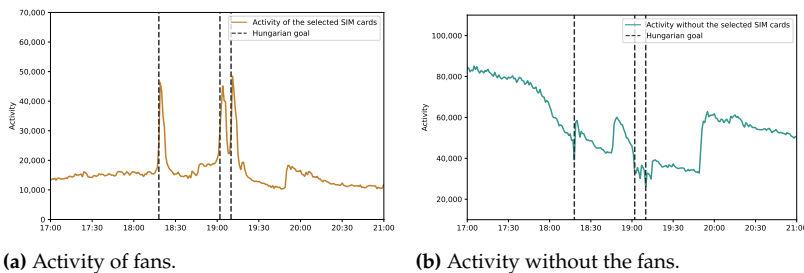 Activity of the selected SIM cards
Hungarian goal
Activity
70,000
60,000
50,000
40,000
30,000
20,000
10,000
0
17:00 17:30 18:00 18:30 19:00 19:30 20:00 20:30 21:00
(a) Activity of fans.
Activity without the selected SIM cards
Hungarian goal
Activity
100,000
80,000
60,000
40,000
20,000
17:00 17:30 18:00 18:30 19:00 19:30 20:00 20:30 21:00
(b) Activity without the fans.